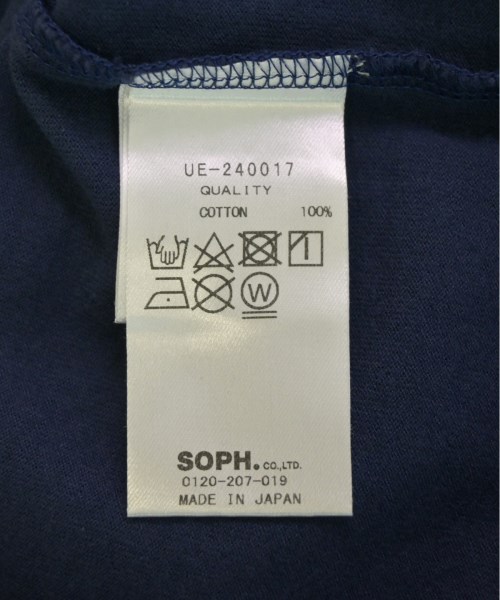 UE-240017
QUALITY
COTTON 100%
W
SOPH. CO.,LTD.
0120-207-019
MADE IN JAPAN